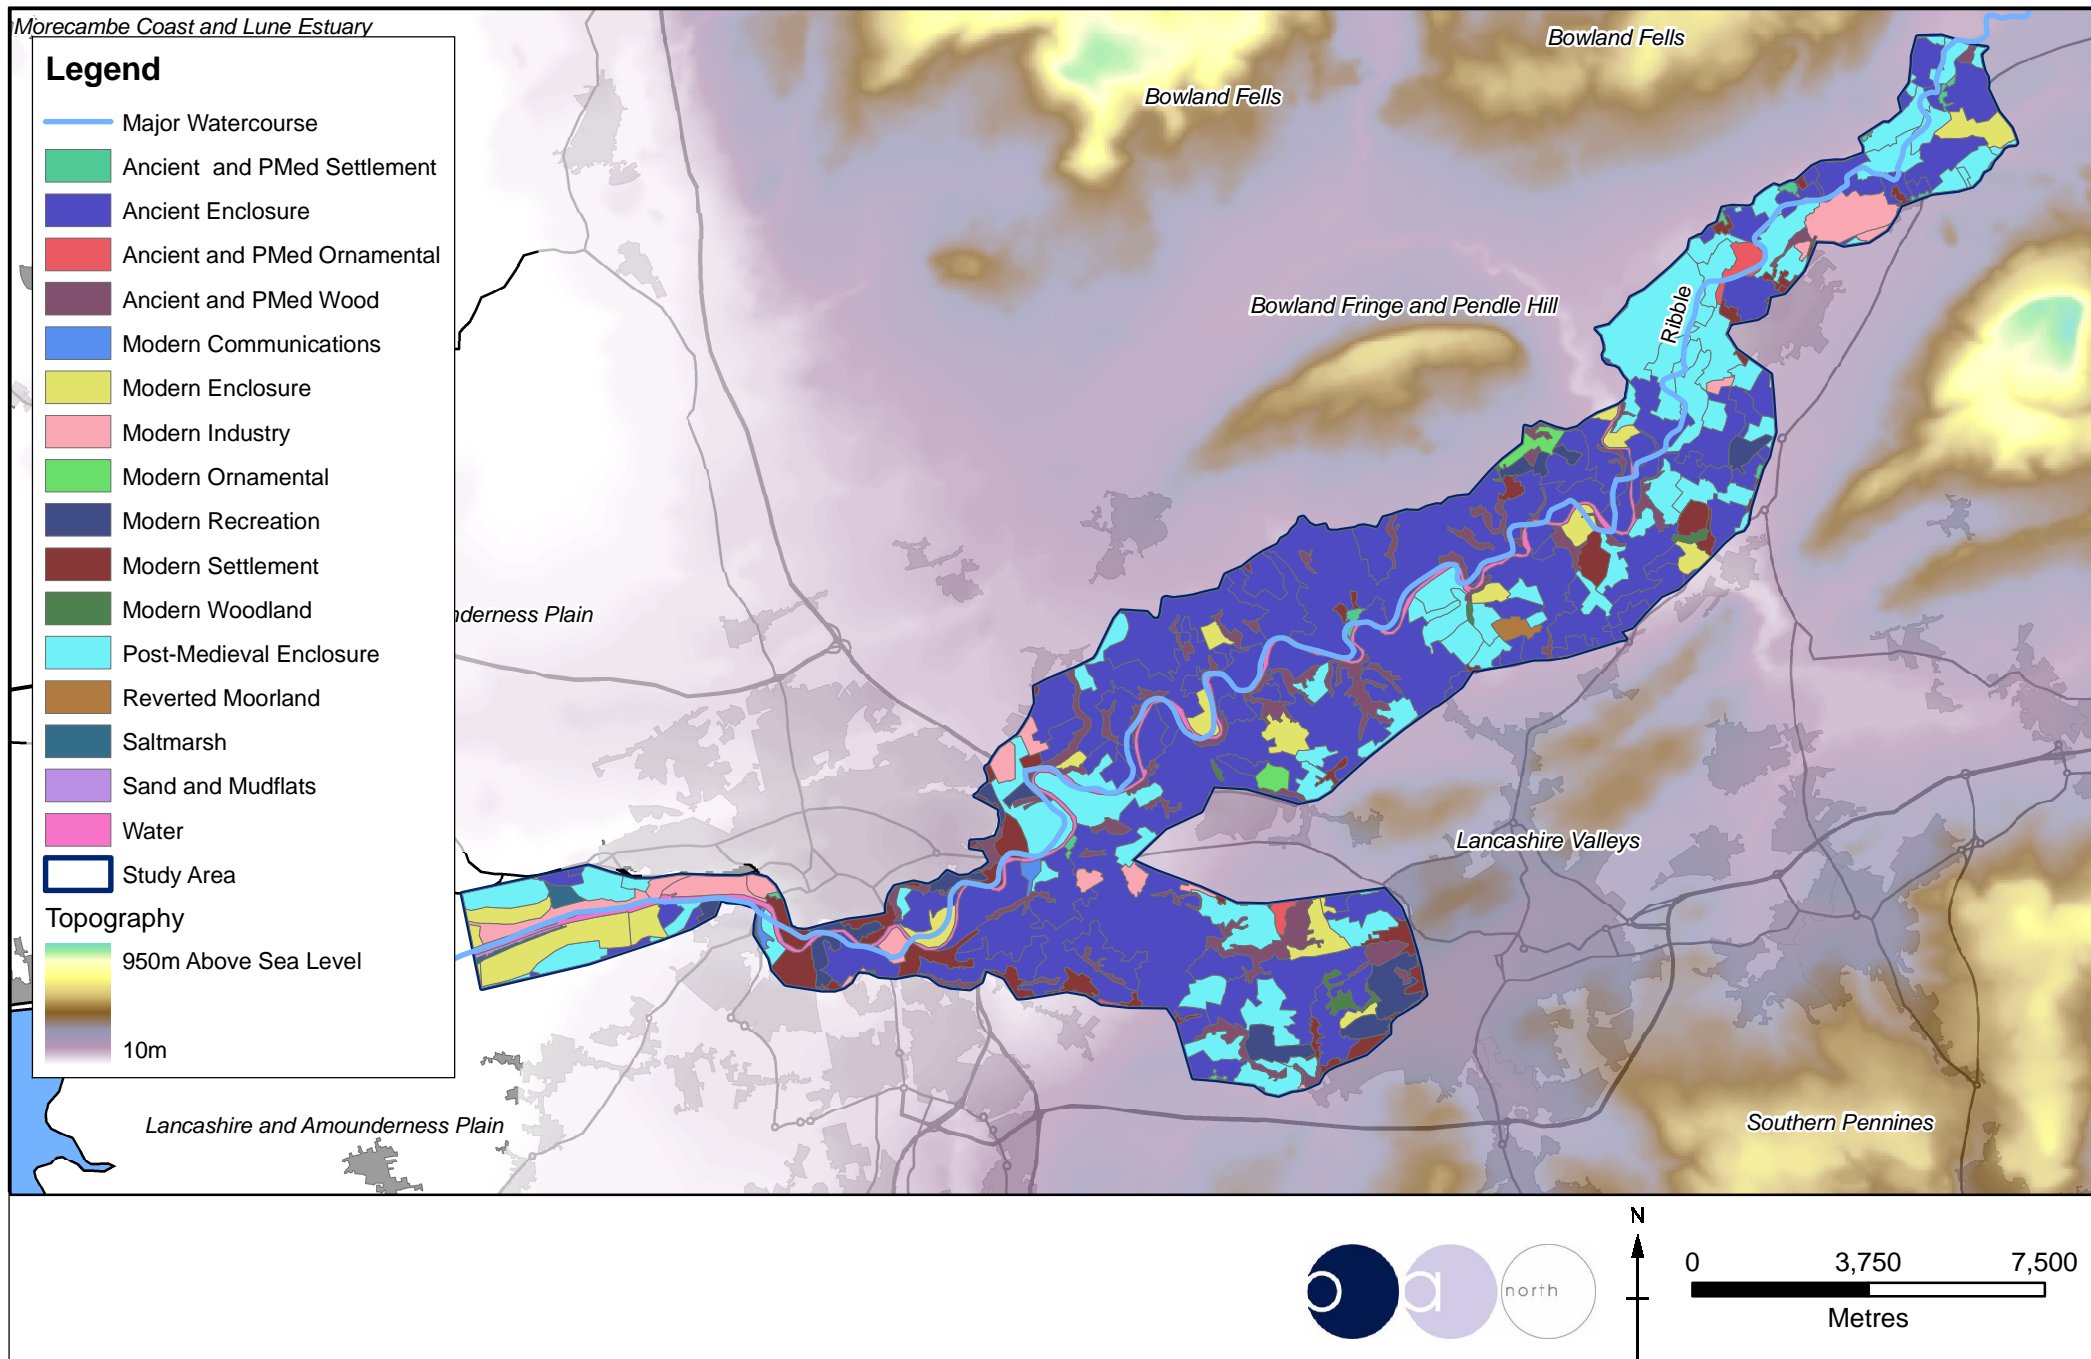 Morecambe Coast and Lune Estuary
Legend
Major Watercourse
Ancient and PMed Settlement
Ancient Enclosure
Ancient and PMed Ornamental
Ancient and PMed Wood
Modern Communications
Modern Enclosure
Modern Industry
Modern Ornamental
Modern Recreation
Modern Settlement
Modern Woodland
Post-Medieval Enclosure
Reverted Moorland
Saltmarsh
Sand and Mudflats
Water
Study Area
Topography
950m Above Sea Level
10m
Bowland Fells
Bowland Fells
Bowland Fringe and Pendle Hill
Ribble
nderness Plain
Lancashire Valleys
Lancashire and Amounderness Plain
Southern Pennines
o a north
N
0 3,750 7,500
Metres